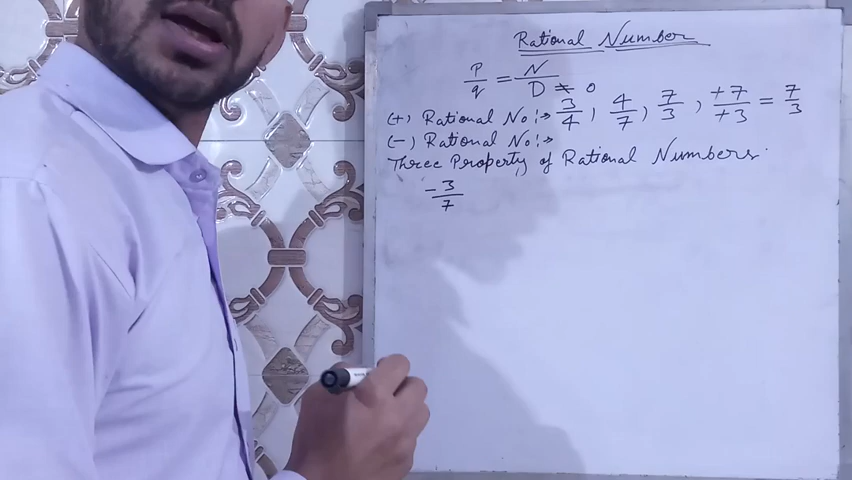 Rational Number
P/q = N/D ≠ 0
(+) Rational No:→ 3/4, 4/7, 7/3, +7/+3 = 7/3
(-) Rational No:→
Three Property of Rational Numbers.
-3/7